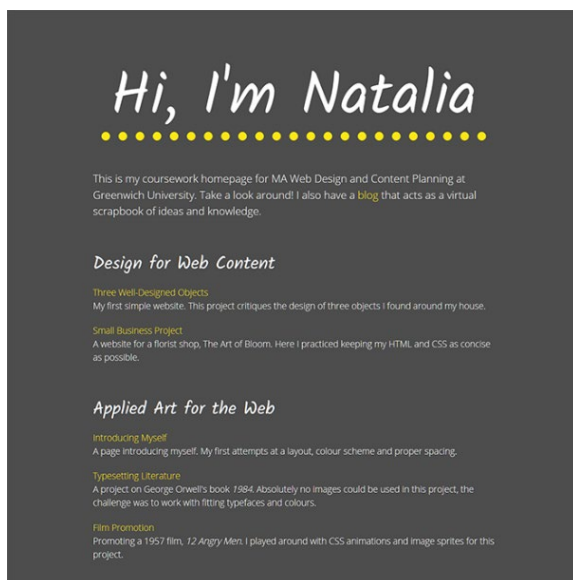 Hi, I'm Natalia
This is my coursework homepage for MA Web Design and Content Planning at
Greenwich University. Take a look around! I also have a blog that acts as a virtual
scrapbook of ideas and knowledge.
Design for Web Content
Three Well-Designed Objects
My first simple website. This project critiques the design of three objects I found around my house.
Small Business Project
A website for a florist shop, The Art of Bloom. Here I practiced keeping my HTML and CSS as concise
as possible.
Applied Art for the Web
Introducing Myself
A page introducing myself. My first attempts at a layout, colour scheme and proper spacing.
Typesetting Literature
A project on George Orwell's book 1984. Absolutely no images could be used in this project, the
challenge was to work with fitting typefaces and colours.
Film Promotion
Promoting a 1957 film, 12 Angry Men. I played around with CSS animations and image sprites for this
project.